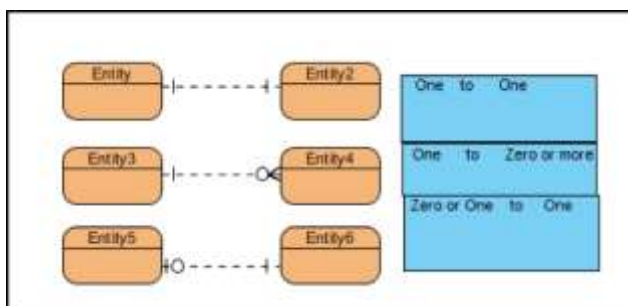 Entity Entity2 One to One
Entity3 Entity4 One to Zero or more
Entity5 Entity6 Zero or One to One